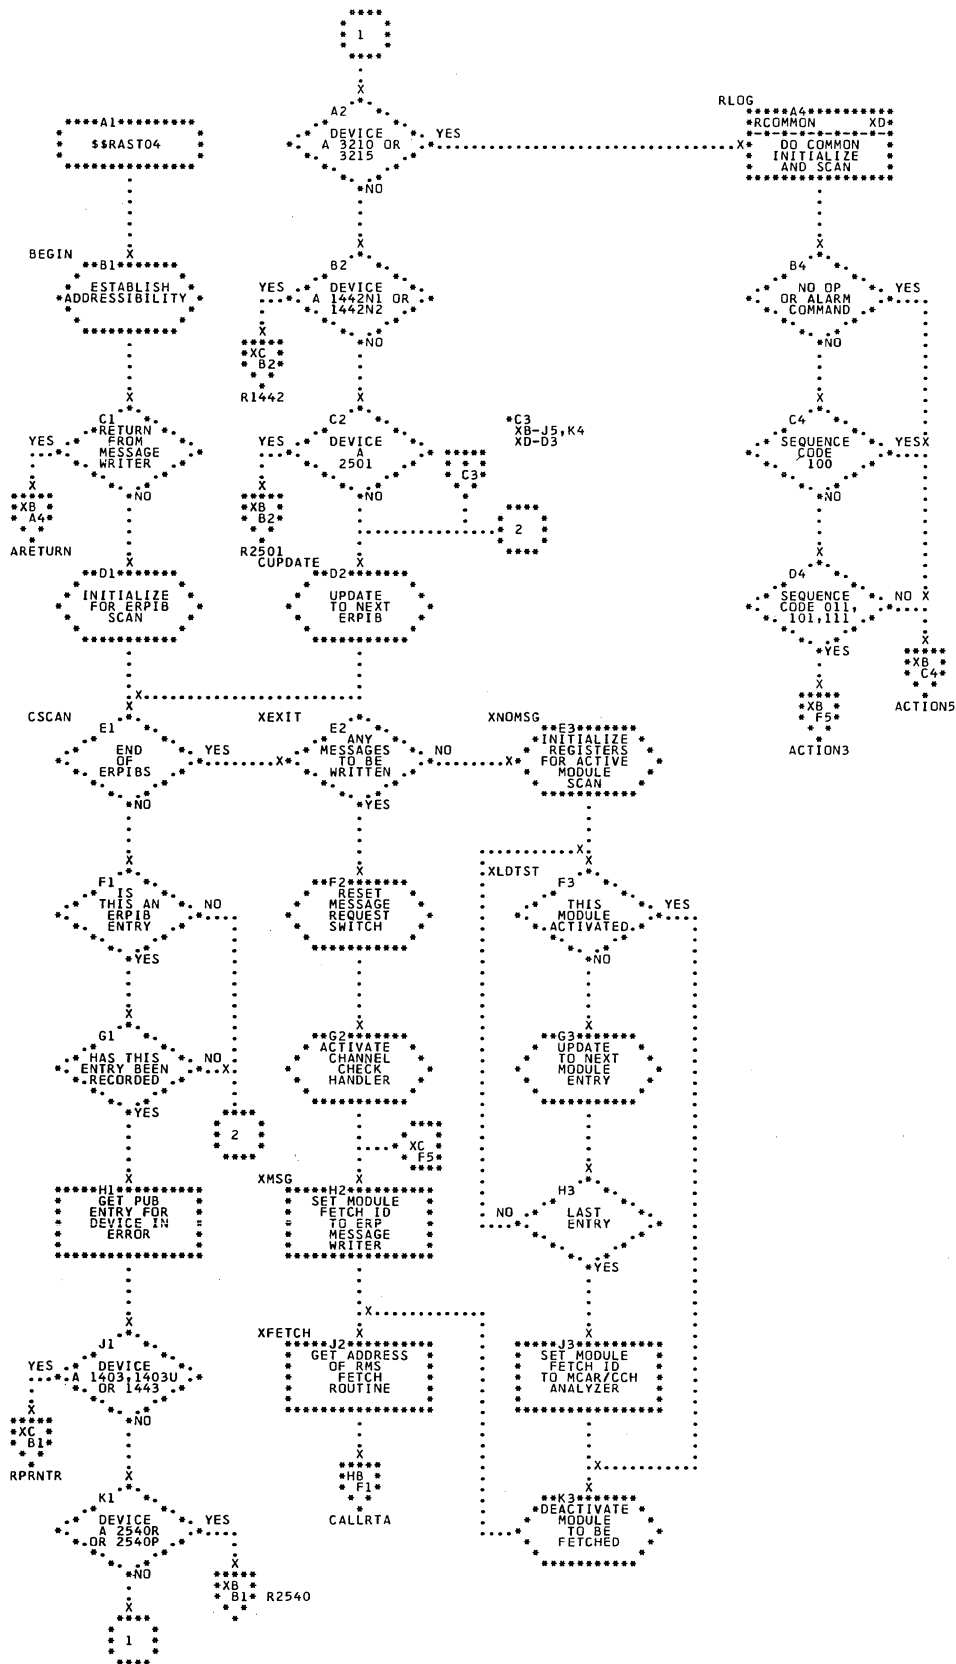 1
A2
DEVICE
A 3210 OR
3215
YES
NO
RLOG
A4
RCOMMON XD
DO COMMON
INITIALIZE
AND SCAN
A1
$$RAST04
BEGIN
B1
ESTABLISH
ADDRESSIBILITY
B2
DEVICE
A 1442N1 OR
1442N2
YES
NO
XC
B2
R1442
B4
NO OP
OR ALARM
COMMAND
YES
NO
C1
RETURN
FROM
MESSAGE
WRITER
YES
NO
XB
A4
ARETURN
C2
DEVICE
A
2501
YES
NO
XB
B2
R2501
*C3
XB-J5,K4
XD-D3
C3
2
C4
SEQUENCE
CODE
100
YES
NO
D1
INITIALIZE
FOR ERPIB
SCAN
CUPDATE
D2
UPDATE
TO NEXT
ERPIB
D4
SEQUENCE
CODE 011,
101,111
NO
YES
XB
C4
ACTION5
XB
F5
ACTION3
CSCAN
E1
END
OF
ERPIBS
YES
NO
XEXIT
E2
ANY
MESSAGES
TO BE
WRITTEN
NO
YES
XNOMSG
E3
INITIALIZE
REGISTERS
FOR ACTIVE
MODULE
SCAN
F1
IS
THIS AN
ERPIB
ENTRY
NO
YES
F2
RESET
MESSAGE
REQUEST
SWITCH
XLDTST
F3
THIS
MODULE
ACTIVATED
YES
NO
G1
HAS THIS
ENTRY BEEN
RECORDED
NO
YES
2
G2
ACTIVATE
CHANNEL
CHECK
HANDLER
XC
F5
G3
UPDATE
TO NEXT
MODULE
ENTRY
H1
GET PUB
ENTRY FOR
DEVICE IN
ERROR
XMSG
H2
SET MODULE
FETCH ID
TO ERP
MESSAGE
WRITER
H3
LAST
ENTRY
NO
YES
J1
DEVICE
A 1403,1403U
OR 1443
YES
NO
XC
B1
RPRNTR
XFETCH
J2
GET ADDRESS
OF RMS
FETCH
ROUTINE
HB
F1
CALLRTA
J3
SET MODULE
FETCH ID
TO MCAR/CCH
ANALYZER
K1
DEVICE
A 2540R
OR 2540P
YES
NO
XB
B1
R2540
K3
DEACTIVATE
MODULE
TO BE
FETCHED
1